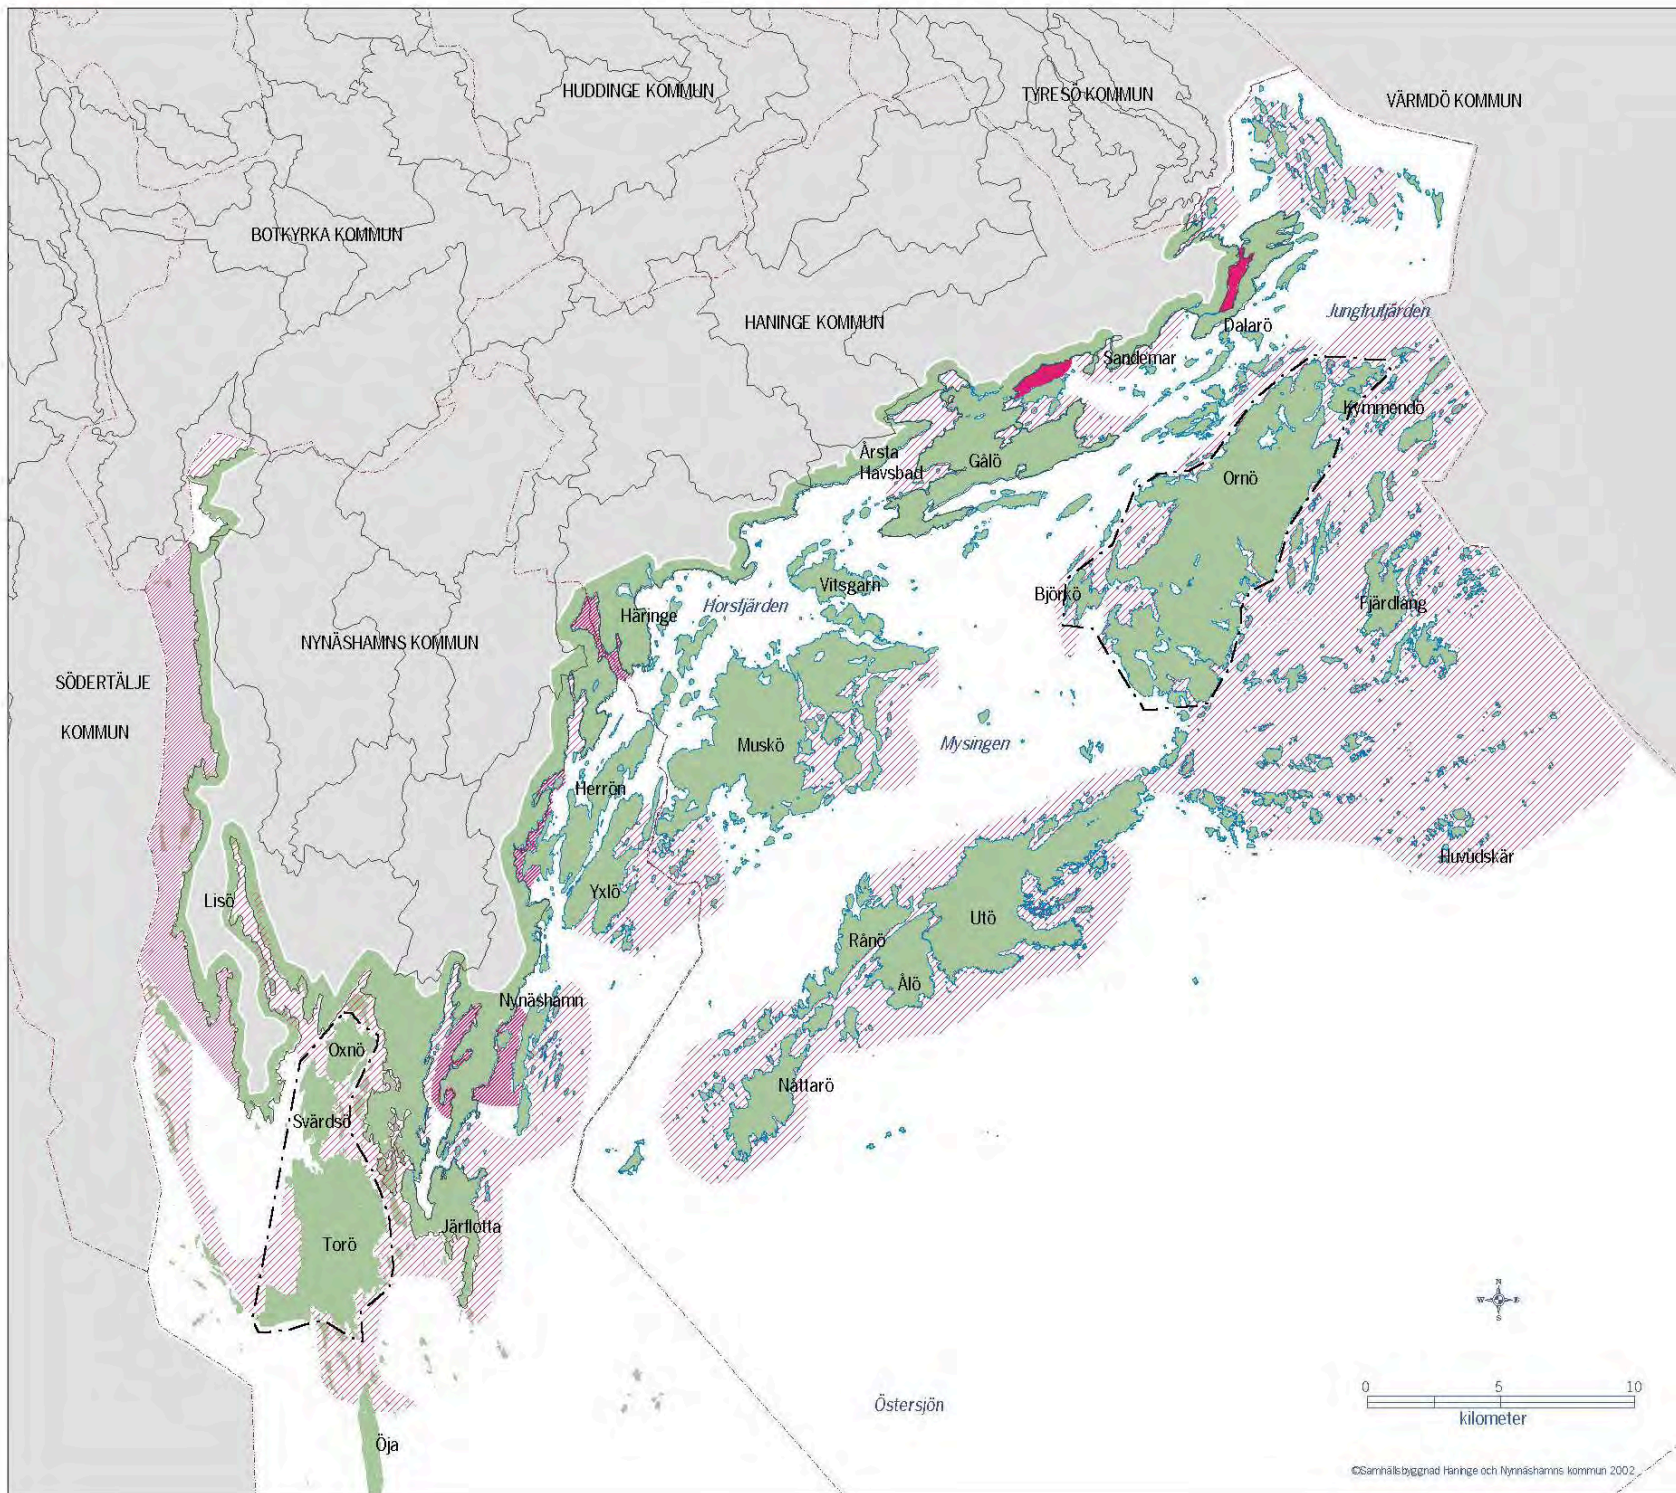 HUDDINGE KOMMUN
TYRESÖ KOMMUN
VÄRMDÖ KOMMUN
BOTKYRKA KOMMUN
HANINGE KOMMUN
Jungfrufjärden
Dalarö
Sandemar
Kymmendö
Årsta
Havsbad
Gålö
Ornö
Vitsgarn
Björkö
Fjärdlång
Horsfjärden
Häringe
NYNÄSHAMNS KOMMUN
SÖDERTÄLJE
KOMMUN
Muskö
Mysingen
Herrön
Huvudskär
Lisö
Yxlö
Utö
Rånö
Ålö
Nynäshamn
Oxnö
Nåttarö
Svärdsö
Järflotta
Torö
N
W E
S
0 5 10
kilometer
Östersjön
Öja
©Samhällsbyggnad Haninge och Nynnäshamns kommun 2002